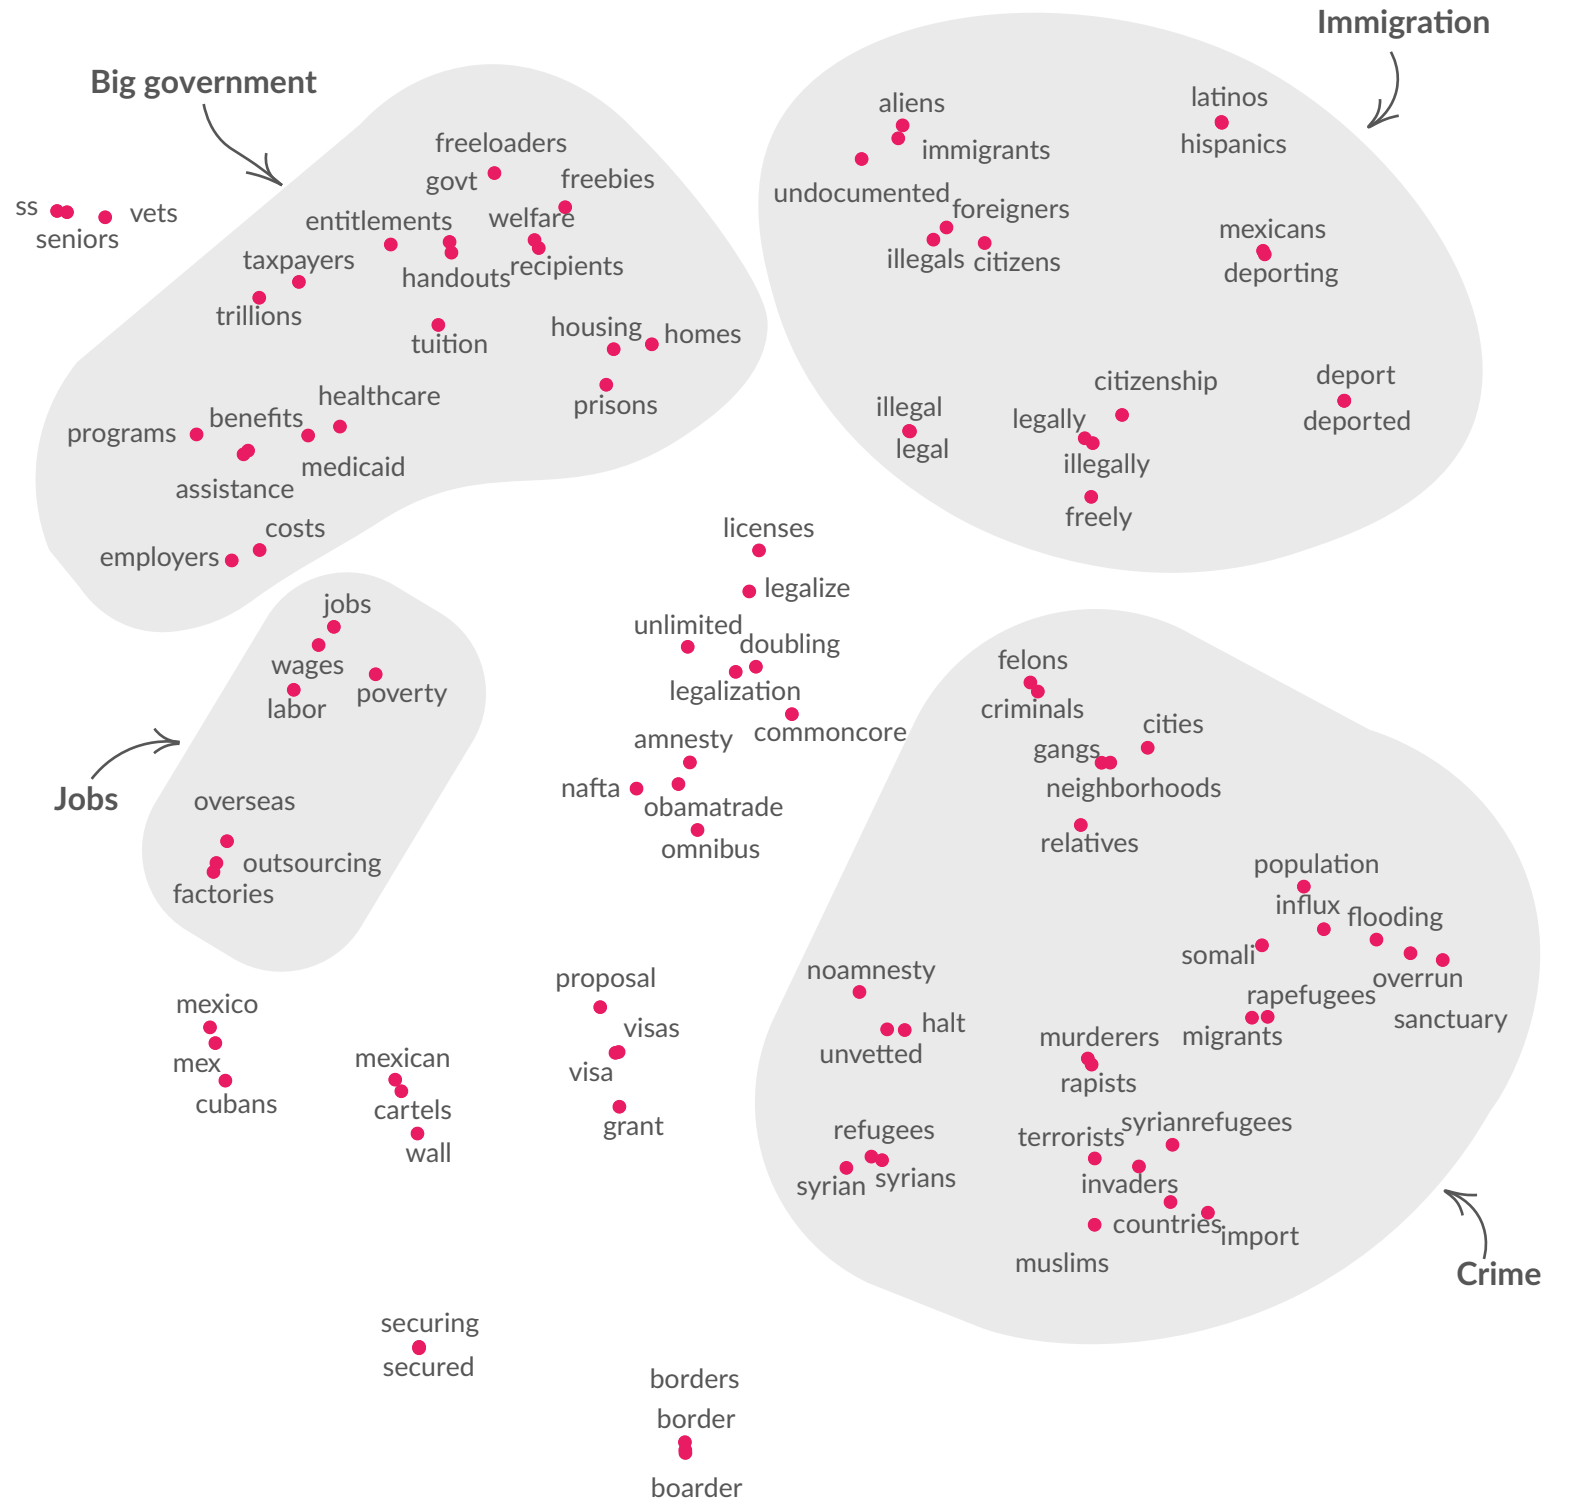 Immigration
Big government
aliens
latinos
immigrants
hispanics
undocumented
foreigners
illegals
citizens
mexicans
deporting
citizenship
deport
deported
illegal
legal
legally
illegally
freely
freeloaders
govt
freebies
ss
vets
seniors
entitlements
welfare
taxpayers
handouts
recipients
trillions
tuition
housing
homes
prisons
healthcare
benefits
programs
medicaid
assistance
costs
employers
jobs
wages
poverty
labor
Jobs
overseas
outsourcing
factories
licenses
legalize
unlimited
doubling
legalization
commoncore
amnesty
nafta
obamatrade
omnibus
felons
criminals
cities
gangs
neighborhoods
relatives
population
influx
flooding
somali
overrun
rapefugees
sanctuary
migrants
noamnesty
halt
unvetted
murderers
rapists
refugees
syrian
syrians
terrorists
syrianrefugees
invaders
countries
import
muslims
Crime
mexico
mex
cubans
mexican
cartels
wall
proposal
visas
visa
grant
securing
secured
borders
border
boarder